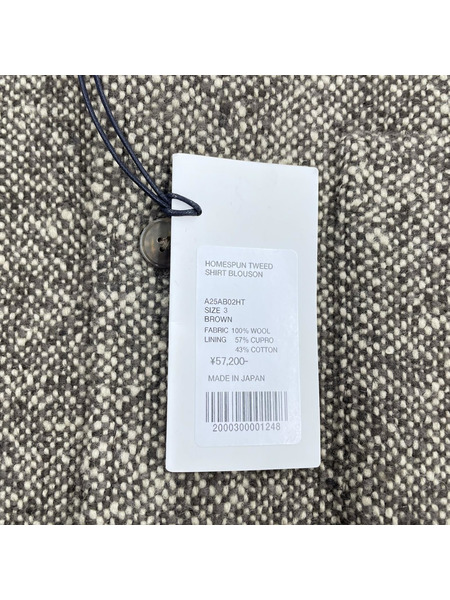 HOMESPUN TWEED
SHIRT BLOUSON
A25AB02HT
SIZE 3
BROWN
FABRIC 100% WOOL
LINING 57% CUPRO
43% COTTON
¥57,200-
MADE IN JAPAN
2000300001248